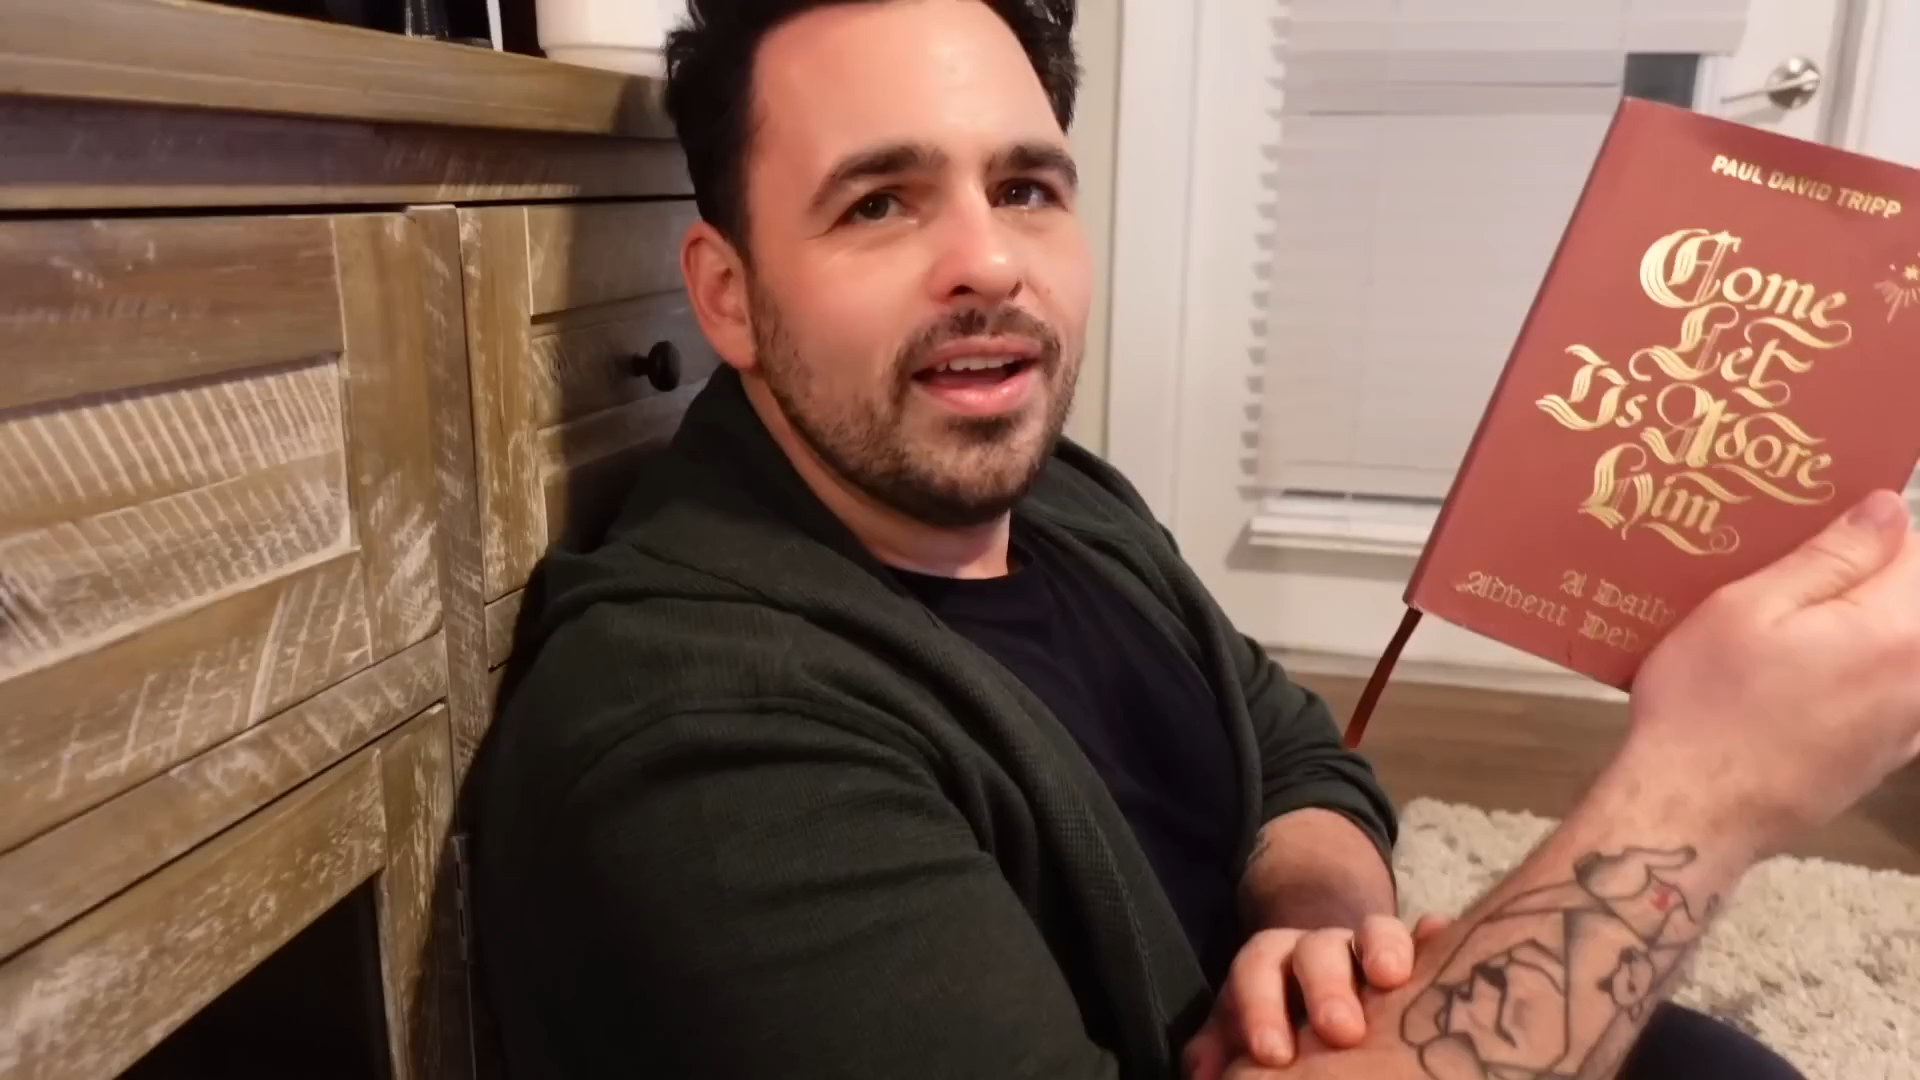 PAUL DAVID TRIPP
Come
Let
Us Adore
Him
A Daily
Advent